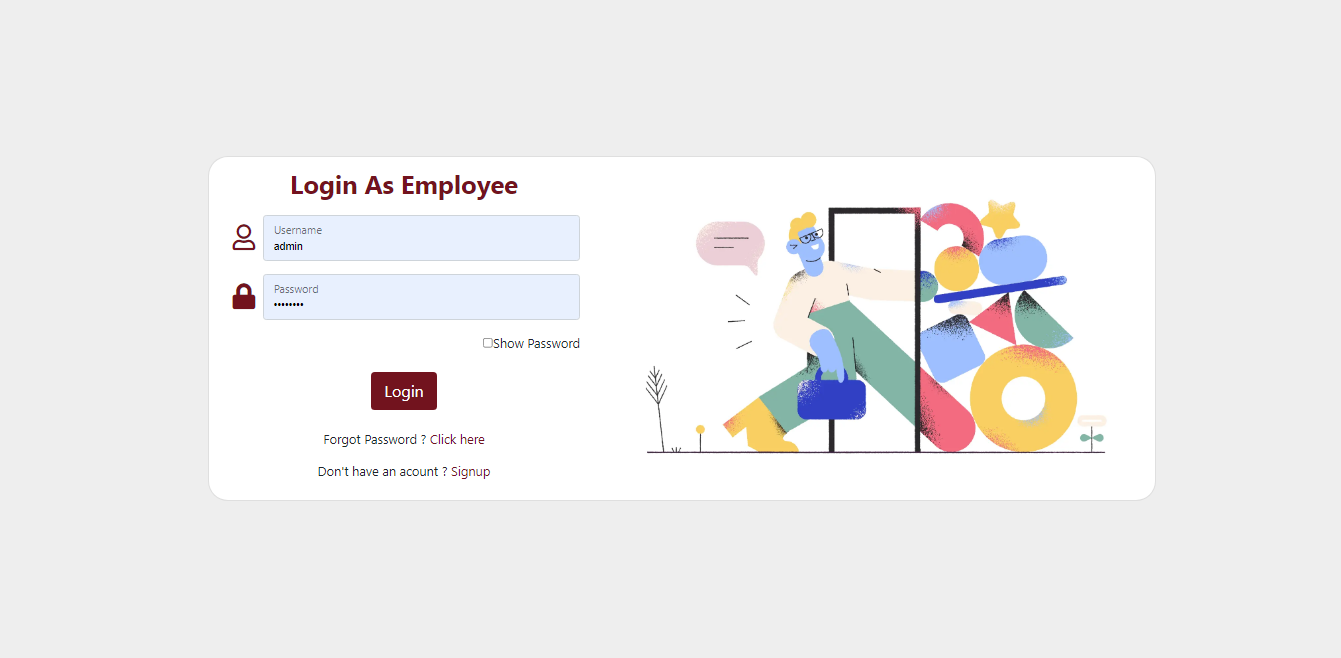 Login As Employee
Username
admin
Password
••••••••
Show Password
Login
Forgot Password ? Click here
Don't have an acount ? Signup